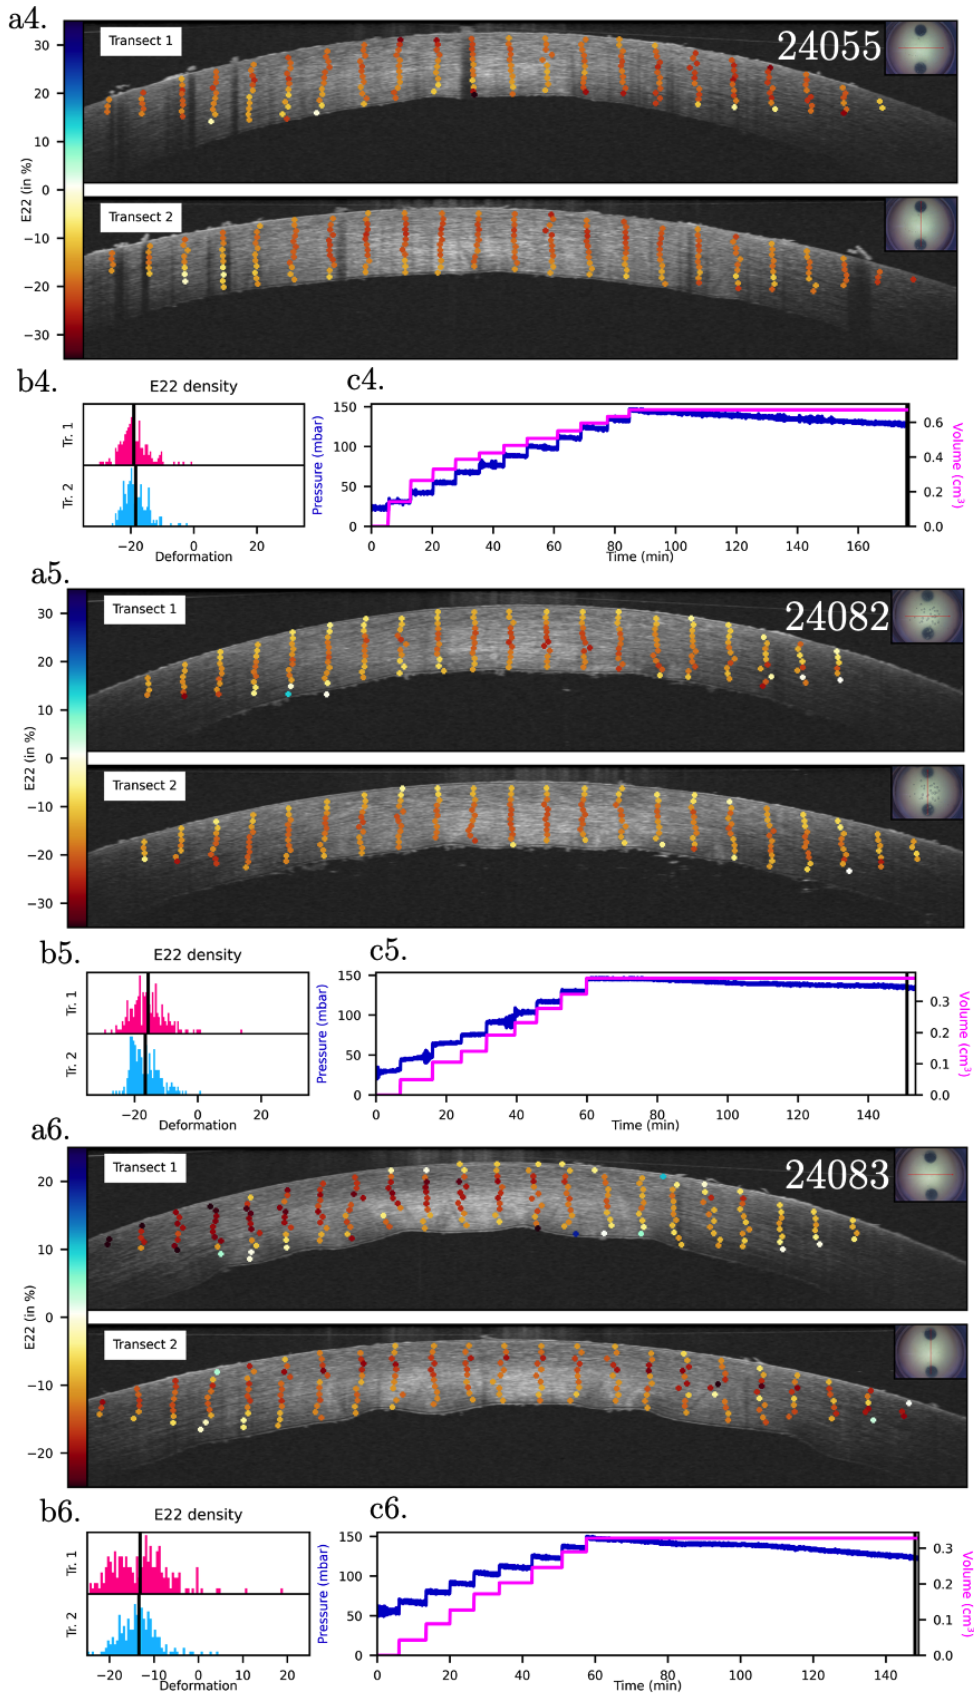 a4.
Transect 1
24055
30
20
10
0
−10
−20
−30
E22 (in %)
Transect 2
b4.
E22 density
Tr. 1
Tr. 2
−20
0
20
Deformation
c4.
150
100
50
0
Pressure (mbar)
0.6
0.4
0.2
0.0
Volume (cm³)
0
20
40
60
80
100
120
140
160
Time (min)
a5.
Transect 1
24082
30
20
10
0
−10
−20
−30
E22 (in %)
Transect 2
b5.
E22 density
Tr. 1
Tr. 2
−20
0
20
Deformation
c5.
150
100
50
0
Pressure (mbar)
0.3
0.2
0.1
0.0
Volume (cm³)
0
20
40
60
80
100
120
140
Time (min)
a6.
Transect 1
24083
20
10
0
−10
−20
E22 (in %)
Transect 2
b6.
E22 density
Tr. 1
Tr. 2
−20
−10
0
10
20
Deformation
c6.
150
100
50
0
Pressure (mbar)
0.3
0.2
0.1
0.0
Volume (cm³)
0
20
40
60
80
100
120
140
Time (min)